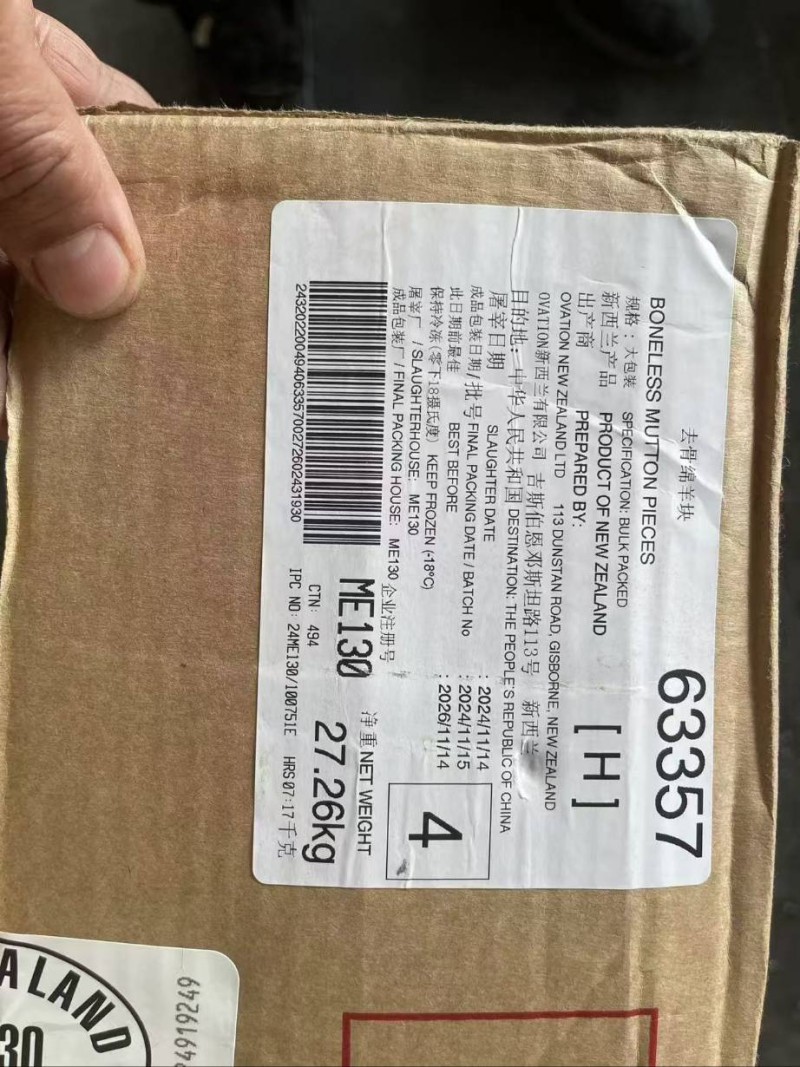 去骨绵羊块
BONELESS MUTTON PIECES
63357
规格：大包装 SPECIFICATION: BULK PACKED
新西兰产品 PRODUCT OF NEW ZEALAND
[ H ]
出产商 PREPARED BY:
OVATION NEW ZEALAND LTD 113 DUNSTAN ROAD, GISBORNE, NEW ZEALAND
OVATION新西兰有限公司 吉斯伯恩邓斯坦路113号 新西兰
目的地：中华人民共和国 DESTINATION: THE PEOPLE'S REPUBLIC OF CHINA
屠宰日期 SLAUGHTER DATE : 2024/11/14
成品包装日期/批号 FINAL PACKING DATE / BATCH No : 2024/11/15
此日期前最佳 BEST BEFORE : 2026/11/14
保持冷冻(零下18摄氏度) KEEP FROZEN (-18°C)
屠宰厂 / SLAUGHTERHOUSE: ME130
成品包装厂 / FINAL PACKING HOUSE: ME130
4
企业注册号
ME130
净重 NET WEIGHT
27.26kg
千克
CTN: 494
IPC NO: 24ME130/100751E HRS07:17
2432022004940633570027260243​1930
ALAND
30